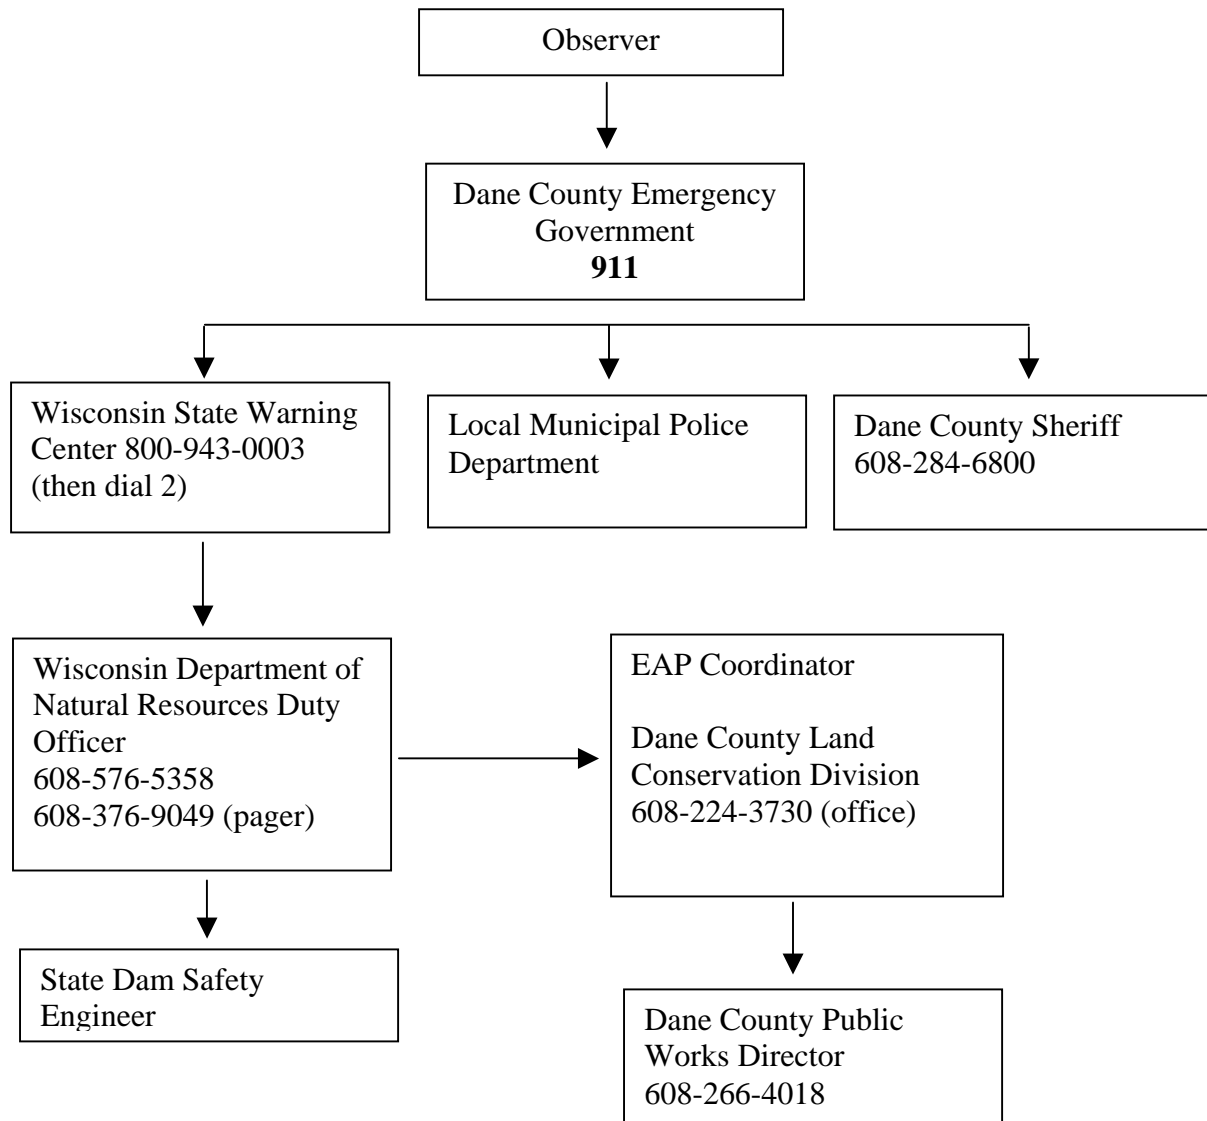 Observer
Dane County Emergency
Government
911
Wisconsin State Warning
Center 800-943-0003
(then dial 2)
Local Municipal Police
Department
Dane County Sheriff
608-284-6800
Wisconsin Department of
Natural Resources Duty
Officer
608-576-5358
608-376-9049 (pager)
EAP Coordinator
Dane County Land
Conservation Division
608-224-3730 (office)
State Dam Safety
Engineer
Dane County Public
Works Director
608-266-4018